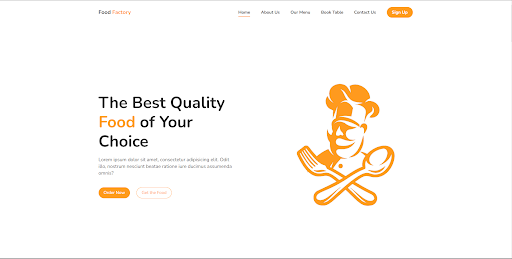 Food Factory
Home About Us Our Menu Book Table Contact Us Sign Up
The Best Quality
Food of Your
Choice
Lorem ipsum dolor sit amet, consectetur adipisicing elit. Odit
illo, nostrum nesciunt beatae ratione iure ducimus assumenda
omnis?
Order Now Get the Food